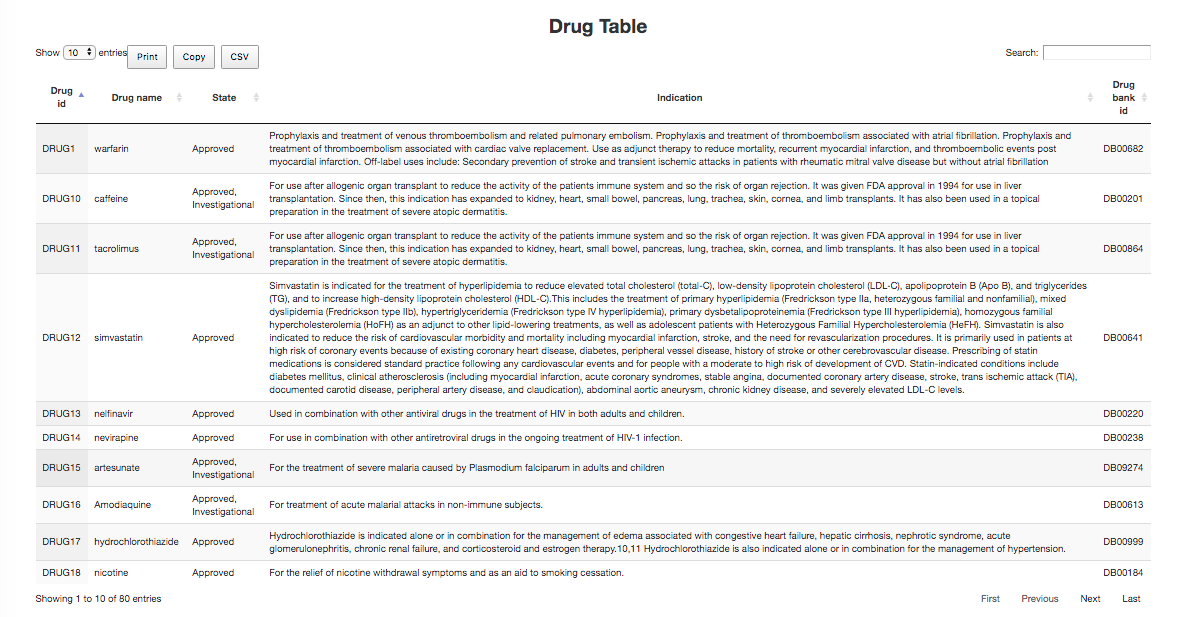 Drug Table
Show 10 entries Print Copy CSV Search:
Drug id Drug name State Indication Drug bank id
DRUG1 warfarin Approved Prophylaxis and treatment of venous thromboembolism and related pulmonary embolism. Prophylaxis and treatment of thromboembolism associated with atrial fibrillation. Prophylaxis and
treatment of thromboembolism associated with cardiac valve replacement. Use as adjunct therapy to reduce mortality, recurrent myocardial infarction, and thromboembolic events post
myocardial infarction. Off-label uses include: Secondary prevention of stroke and transient ischemic attacks in patients with rheumatic mitral valve disease but without atrial fibrillation DB00682
DRUG10 caffeine Approved, Investigational For use after allogenic organ transplant to reduce the activity of the patients immune system and so the risk of organ rejection. It was given FDA approval in 1994 for use in liver
transplantation. Since then, this indication has expanded to kidney, heart, small bowel, pancreas, lung, trachea, skin, cornea, and limb transplants. It has also been used in a topical
preparation in the treatment of severe atopic dermatitis. DB00201
DRUG11 tacrolimus Approved, Investigational For use after allogenic organ transplant to reduce the activity of the patients immune system and so the risk of organ rejection. It was given FDA approval in 1994 for use in liver
transplantation. Since then, this indication has expanded to kidney, heart, small bowel, pancreas, lung, trachea, skin, cornea, and limb transplants. It has also been used in a topical
preparation in the treatment of severe atopic dermatitis. DB00864
DRUG12 simvastatin Approved Simvastatin is indicated for the treatment of hyperlipidemia to reduce elevated total cholesterol (total-C), low-density lipoprotein cholesterol (LDL-C), apolipoprotein B (Apo B), and triglycerides
(TG), and to increase high-density lipoprotein cholesterol (HDL-C).This includes the treatment of primary hyperlipidemia (Fredrickson type IIa, heterozygous familial and nonfamilial), mixed
dyslipidemia (Fredrickson type IIb), hypertriglyceridemia (Fredrickson type IV hyperlipidemia), primary dysbetalipoproteinemia (Fredrickson type III hyperlipidemia), homozygous familial
hypercholesterolemia (HoFH) as an adjunct to other lipid-lowering treatments, as well as adolescent patients with Heterozygous Familial Hypercholesterolemia (HeFH). Simvastatin is also
indicated to reduce the risk of cardiovascular morbidity and mortality including myocardial infarction, stroke, and the need for revascularization procedures. It is primarily used in patients at
high risk of coronary events because of existing coronary heart disease, diabetes, peripheral vessel disease, history of stroke or other cerebrovascular disease. Prescribing of statin
medications is considered standard practice following any cardiovascular events and for people with a moderate to high risk of development of CVD. Statin-indicated conditions include
diabetes mellitus, clinical atherosclerosis (including myocardial infarction, acute coronary syndromes, stable angina, documented coronary artery disease, stroke, trans ischemic attack (TIA),
documented carotid disease, peripheral artery disease, and claudication), abdominal aortic aneurysm, chronic kidney disease, and severely elevated LDL-C levels. DB00641
DRUG13 nelfinavir Approved Used in combination with other antiviral drugs in the treatment of HIV in both adults and children. DB00220
DRUG14 nevirapine Approved For use in combination with other antiretroviral drugs in the ongoing treatment of HIV-1 infection. DB00238
DRUG15 artesunate Approved, Investigational For the treatment of severe malaria caused by Plasmodium falciparum in adults and children DB09274
DRUG16 Amodiaquine Approved, Investigational For treatment of acute malarial attacks in non-immune subjects. DB00613
DRUG17 hydrochlorothiazide Approved Hydrochlorothiazide is indicated alone or in combination for the management of edema associated with congestive heart failure, hepatic cirrhosis, nephrotic syndrome, acute
glomerulonephritis, chronic renal failure, and corticosteroid and estrogen therapy.10,11 Hydrochlorothiazide is also indicated alone or in combination for the management of hypertension. DB00999
DRUG18 nicotine Approved For the relief of nicotine withdrawal symptoms and as an aid to smoking cessation. DB00184
Showing 1 to 10 of 80 entries First Previous Next Last